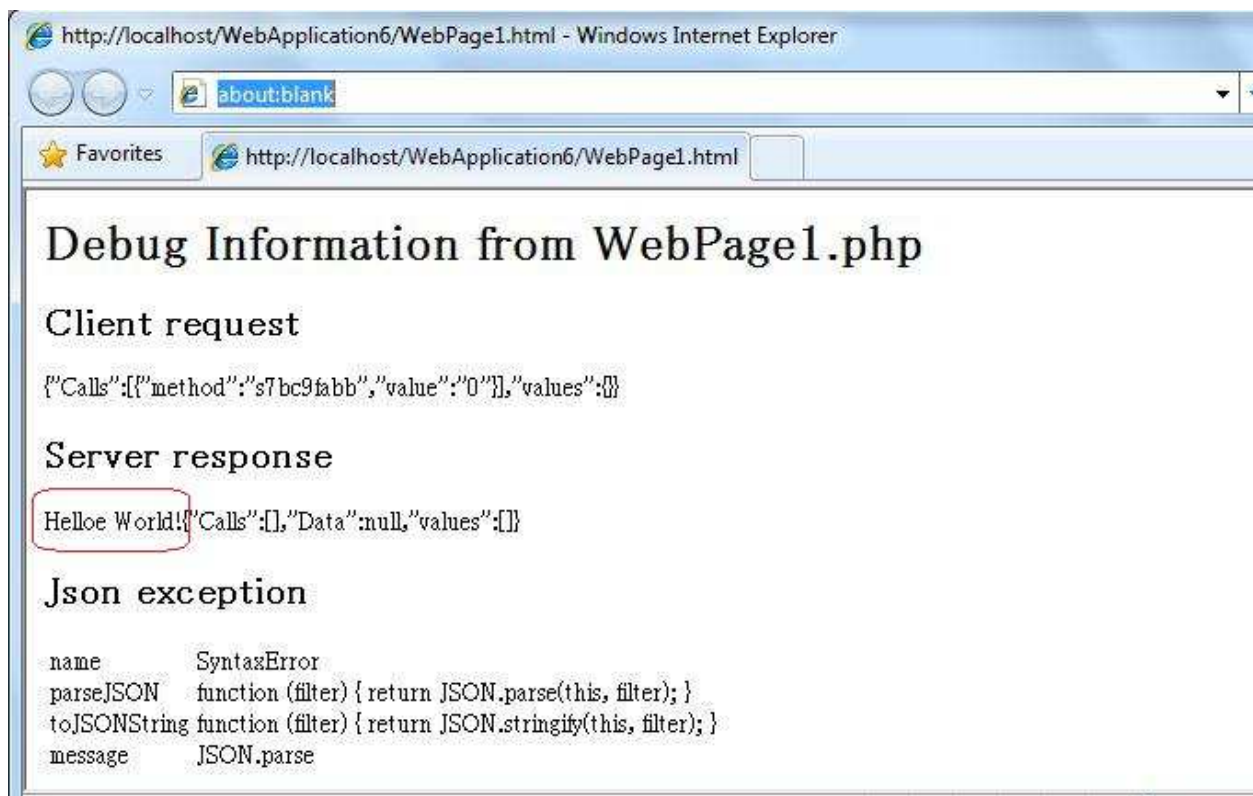 http://localhost/WebApplication6/WebPage1.html - Windows Internet Explorer
about:blank
Favorites
http://localhost/WebApplication6/WebPage1.html
Debug Information from WebPage1.php
Client request
{"Calls":[{"method":"s7bc9fabb","value":"0"}],"values":{}}
Server response
Helloe World!{"Calls":[],"Data":null,"values":[]}
Json exception
name SyntaxError
parseJSON function (filter) { return JSON.parse(this, filter); }
toJSONString function (filter) { return JSON.stringify(this, filter); }
message JSON.parse